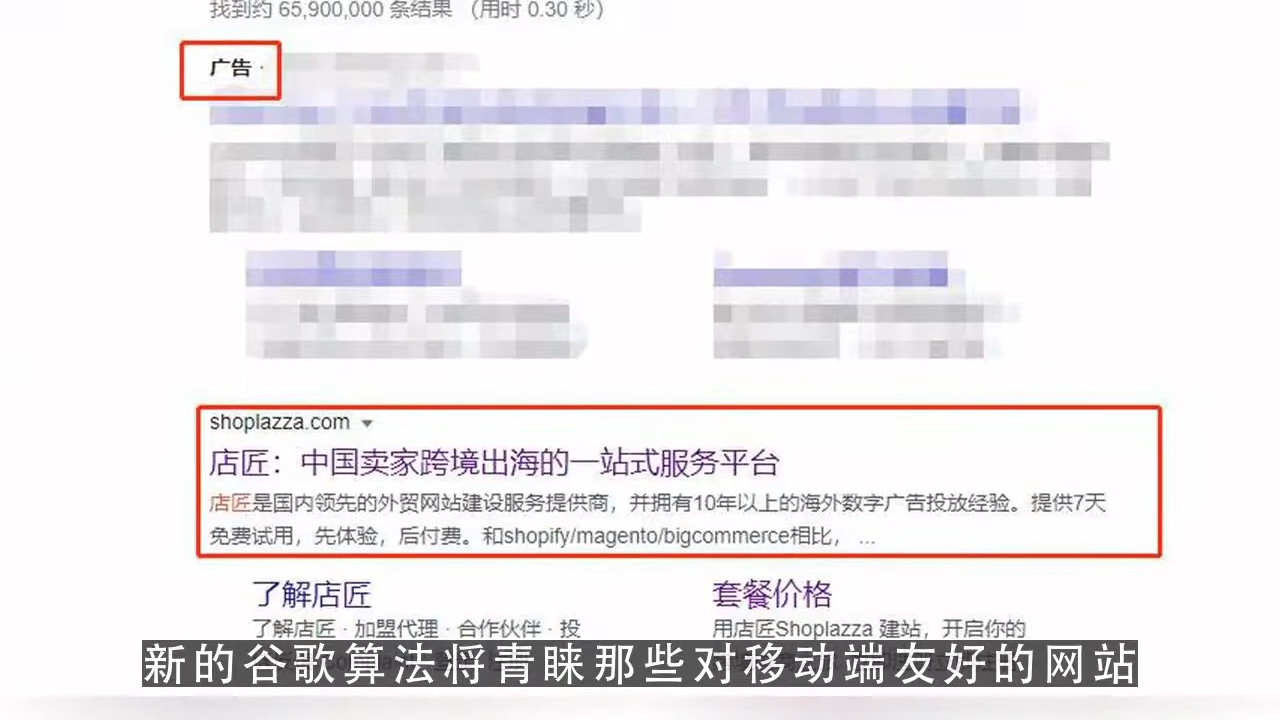 找到约 65,900,000 条结果 （用时 0.30 秒）
广告 ·
shoplazza.com
店匠：中国卖家跨境出海的一站式服务平台
店匠是国内领先的外贸网站建设服务提供商，并拥有10年以上的海外数字广告投放经验。提供7天
免费试用，先体验，后付费。和shopify/magento/bigcommerce相比， ...
了解店匠
套餐价格
了解店匠 · 加盟代理 · 合作伙伴 · 投
用店匠Shoplazza 建站，开启你的
新的谷歌算法将青睐那些对移动端友好的网站